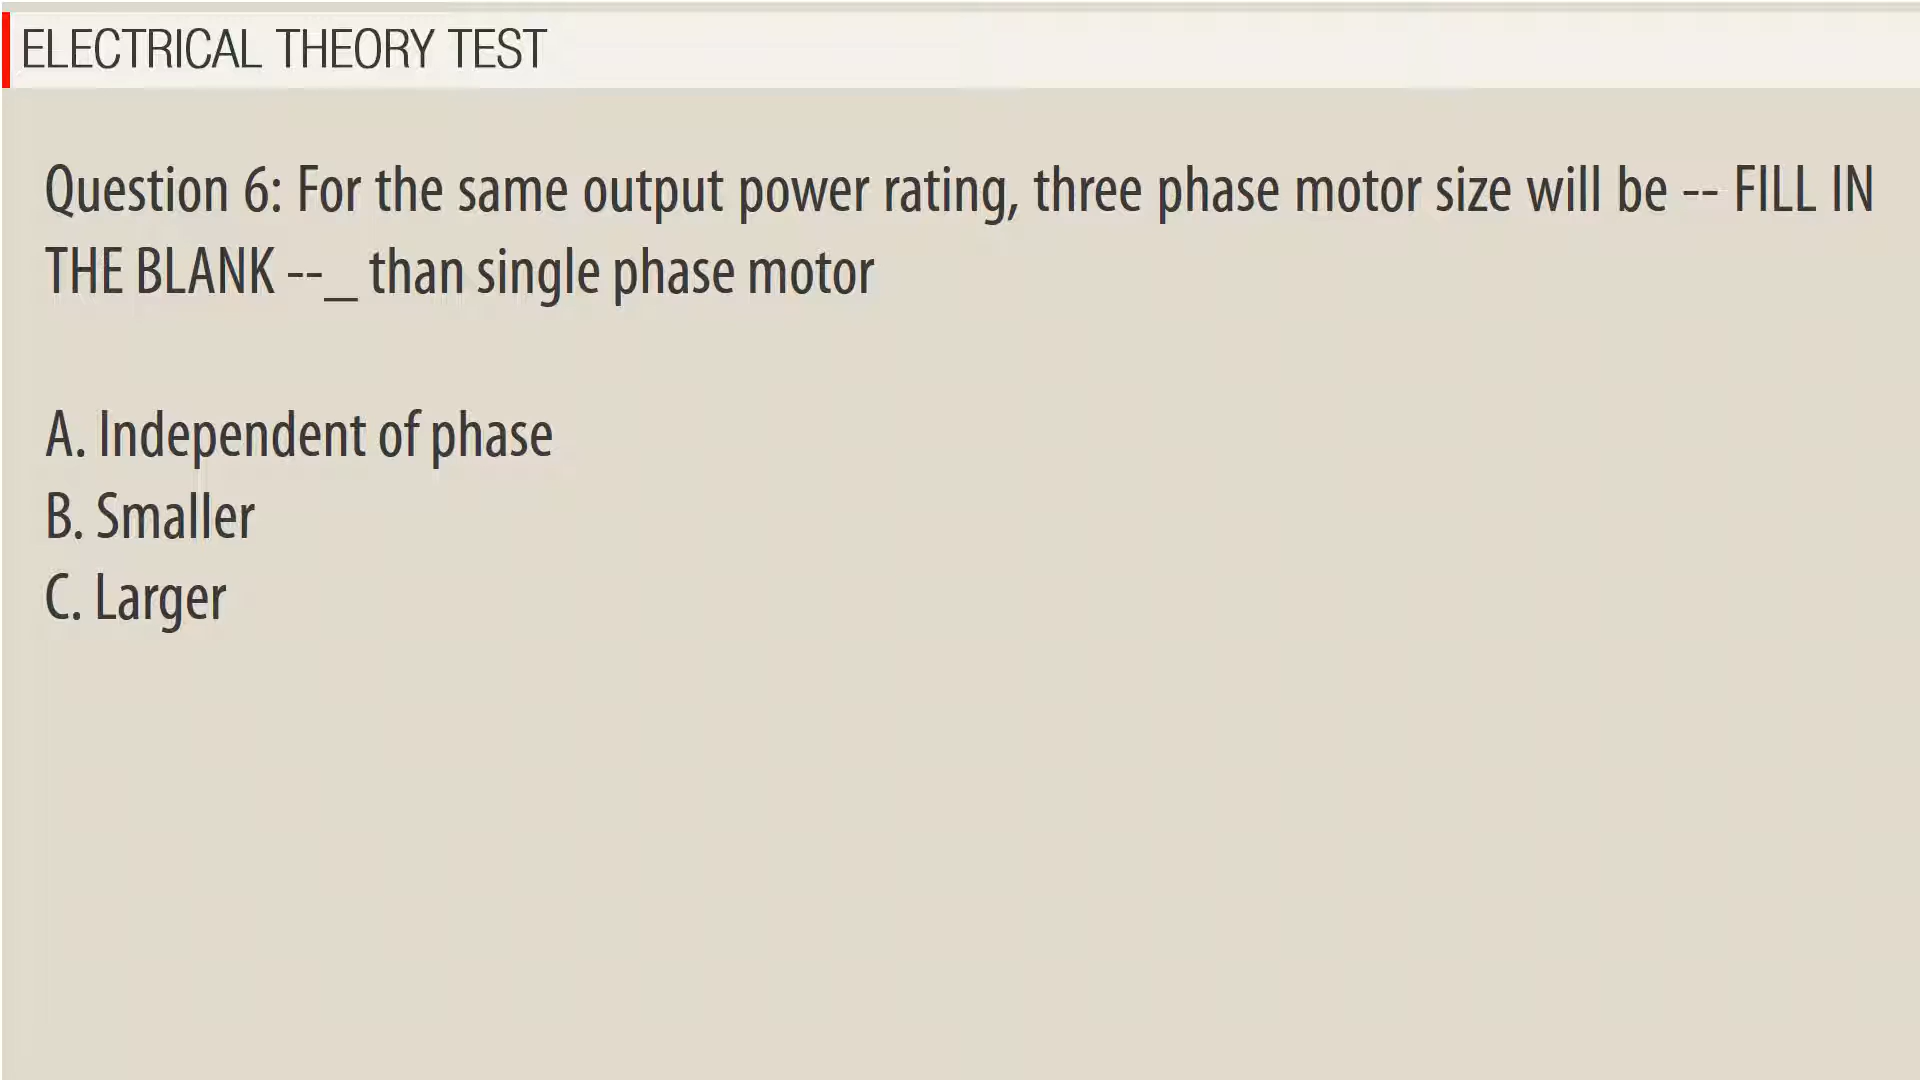 ELECTRICAL THEORY TEST
Question 6: For the same output power rating, three phase motor size will be -- FILL IN
THE BLANK --_ than single phase motor
A. Independent of phase
B. Smaller
C. Larger